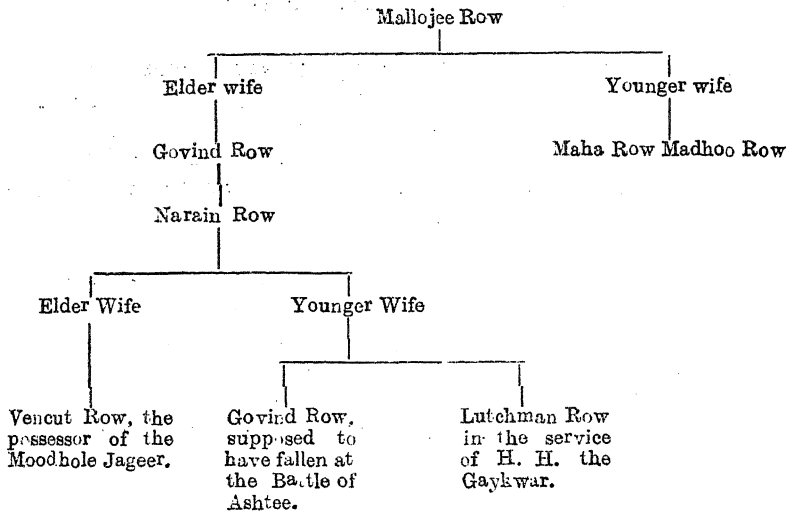 Mallojee Row
Elder wife
Younger wife
Govind Row
Maha Row Madhoo Row
Narain Row
Elder Wife
Younger Wife
Vencut Row, the
possessor of the
Moodhole Jageer.
Govind Row,
supposed to
have fallen at
the Battle of
Ashtee.
Lutchman Row
in the service
of H. H. the
Gaykwar.